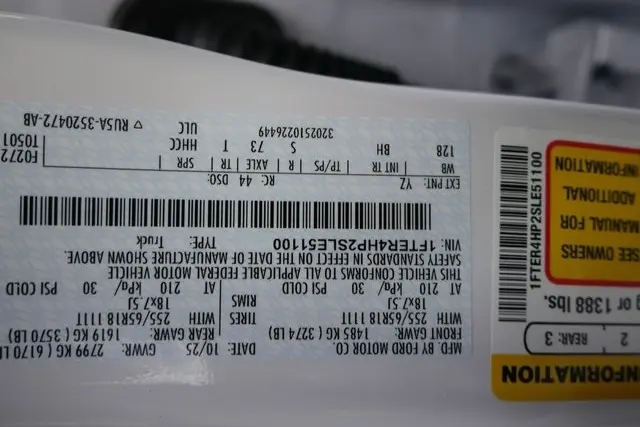 MFD. BY FORD MOTOR CO.
DATE: 10/25 GVWR: 2799 KG ( 6170 LB
FRONT GAWR: 1485 KG ( 3274 LB) REAR GAWR: 1619 KG ( 3570 LB)
WITH 255/65R18 111T TIRES WITH 255/65R18 111T
18x7.5J RIMS 18x7.5J
AT 210 kPa/ 30 PSI COLD AT 210 kPa/ 30 PSI COLD
THIS VEHICLE CONFORMS TO ALL APPLICABLE FEDERAL MOTOR VEHICLE
SAFETY STANDARDS IN EFFECT ON THE DATE OF MANUFACTURE SHOWN ABOVE.
VIN: 1FTER4HP2SLE51100 TYPE: Truck
EXT PNT: YZ RC: 44 DSO: F0272
WB INT TR TP/PS R AXLE TR SPR T0501
128 BH S 73 T HHCC
3202510226449 ULC
▽ RUSA-3520472-AB
INFORMATION
2 REAR: 3
or 1388 lbs.
SEE OWNERS
MANUAL FOR
ADDITIONAL
INFORMATION
1FTER4HP2SLE51100